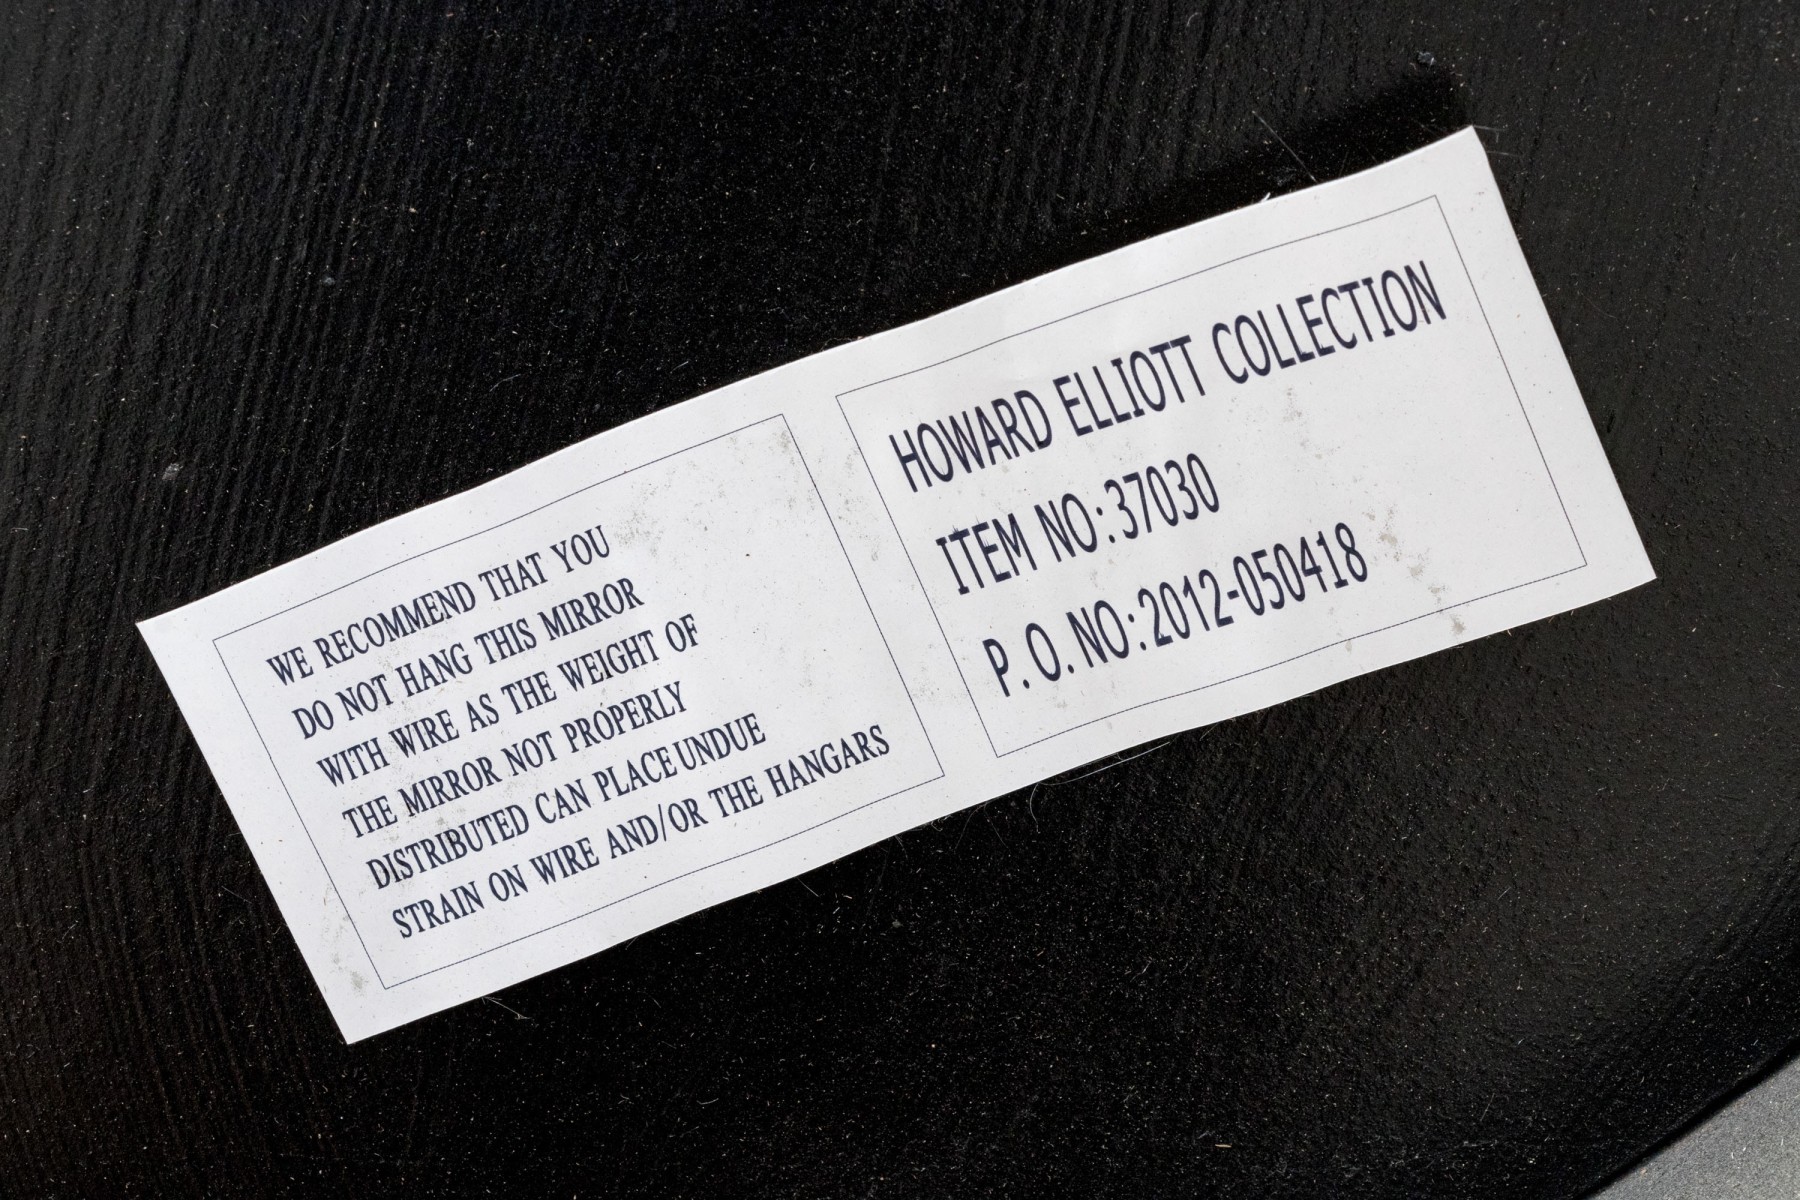 WE RECOMMEND THAT YOU
DO NOT HANG THIS MIRROR
WITH WIRE AS THE WEIGHT OF
THE MIRROR NOT PROPERLY
DISTRIBUTED CAN PLACE UNDUE
STRAIN ON WIRE AND/OR THE HANGARS
HOWARD ELLIOTT COLLECTION
ITEM NO:37030
P.O.NO:2012-050418